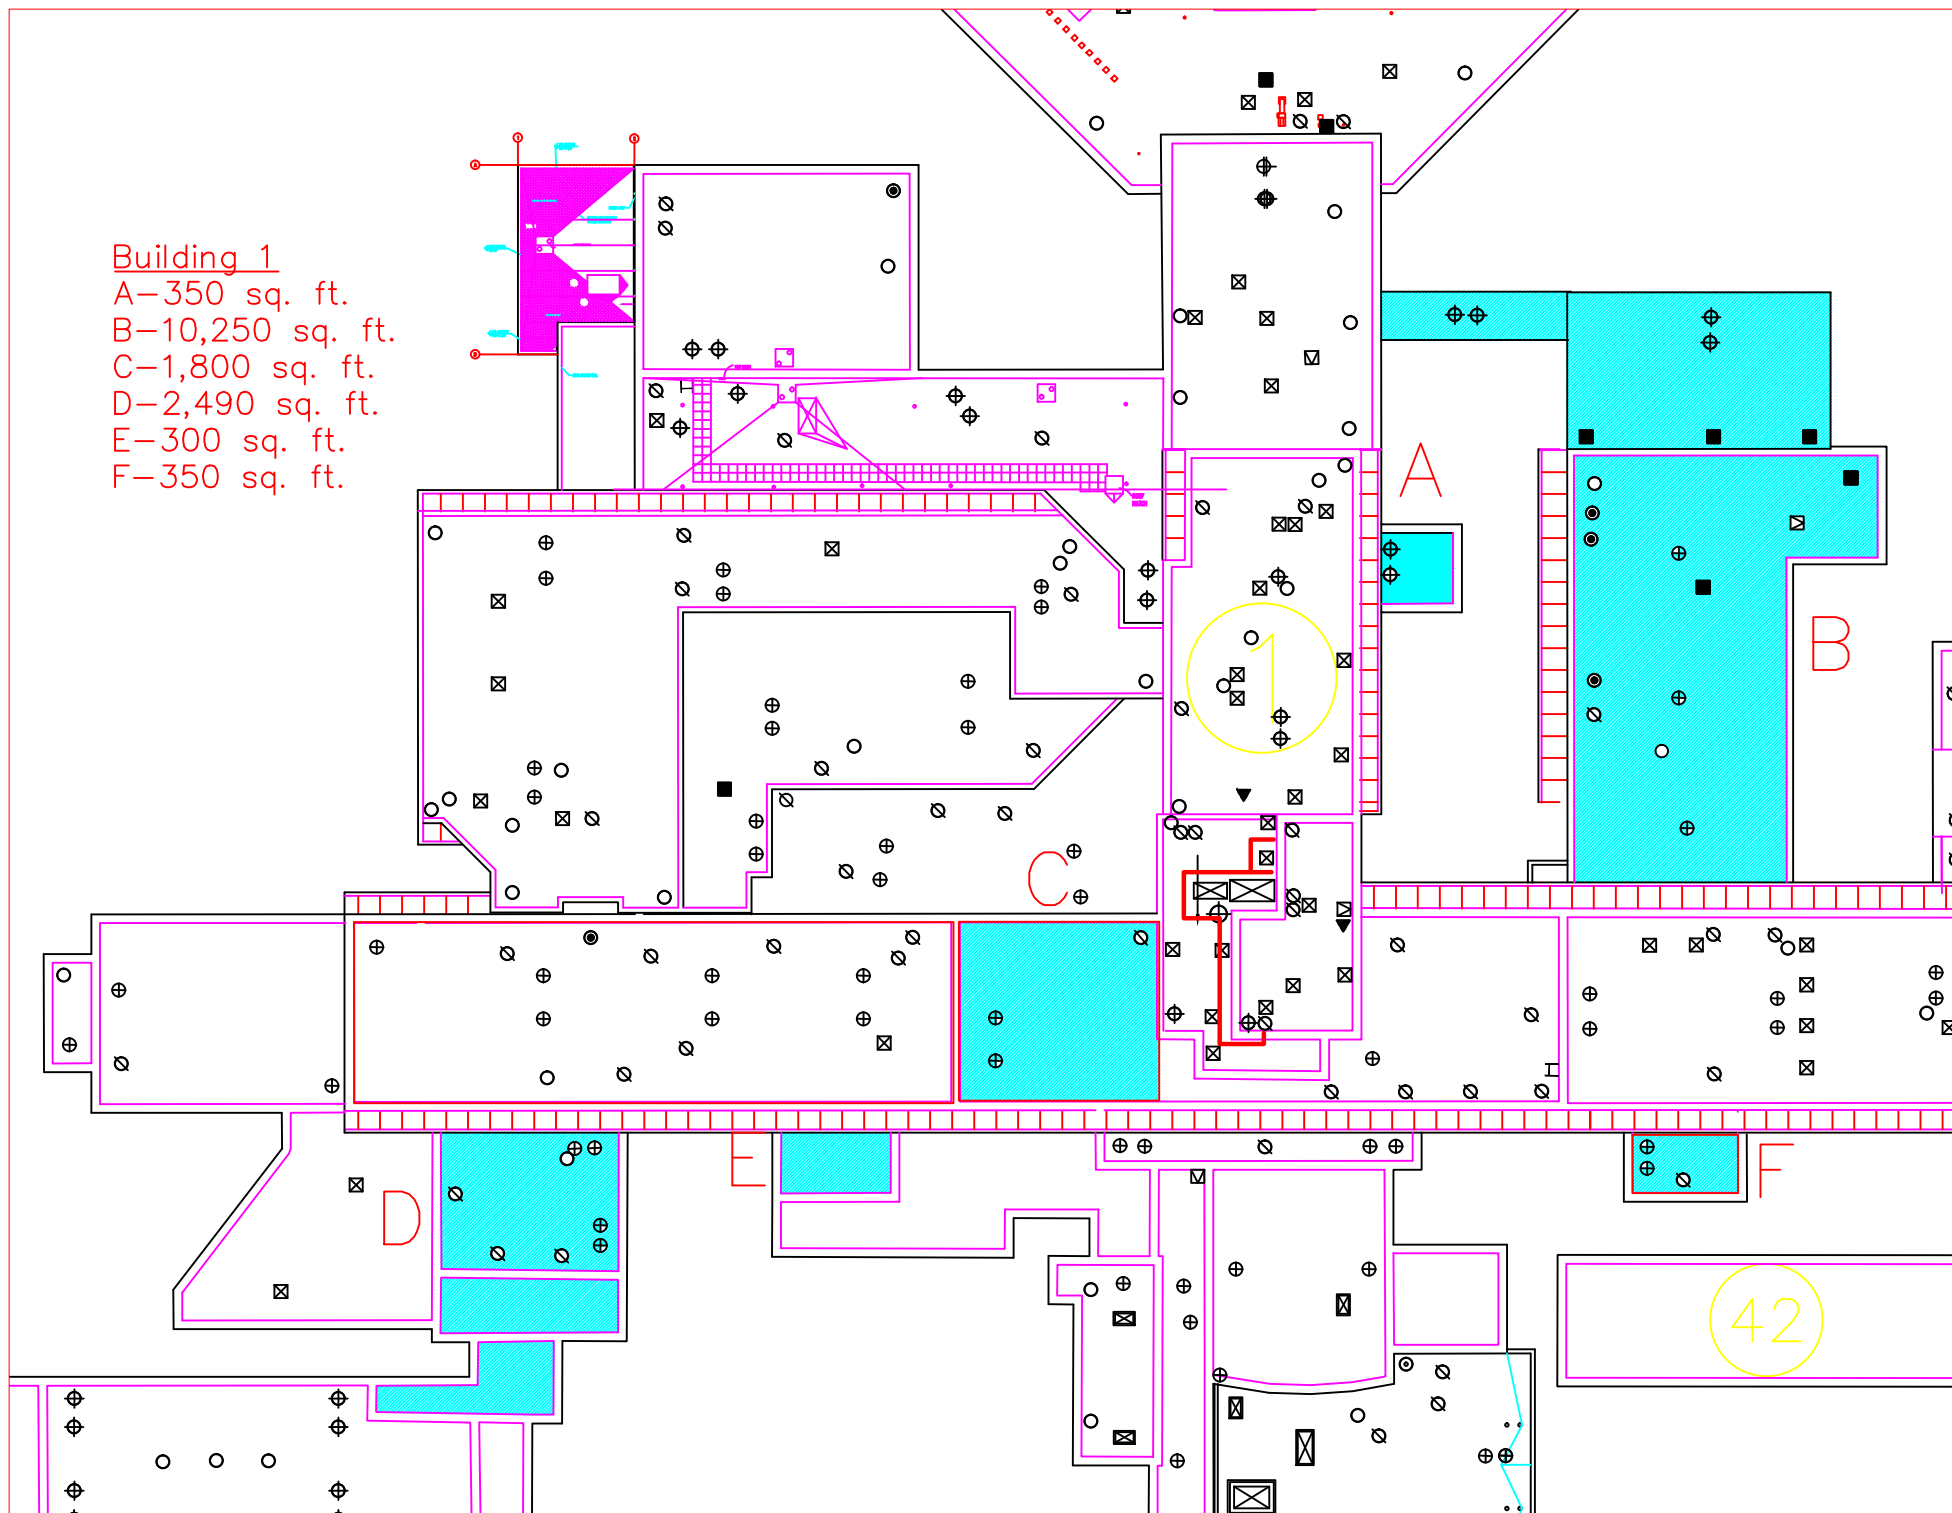 Building 1
A-350 sq. ft.
B-10,250 sq. ft.
C-1,800 sq. ft.
D-2,490 sq. ft.
E-300 sq. ft.
F-350 sq. ft.
A
1
B
C
D
E
F
42